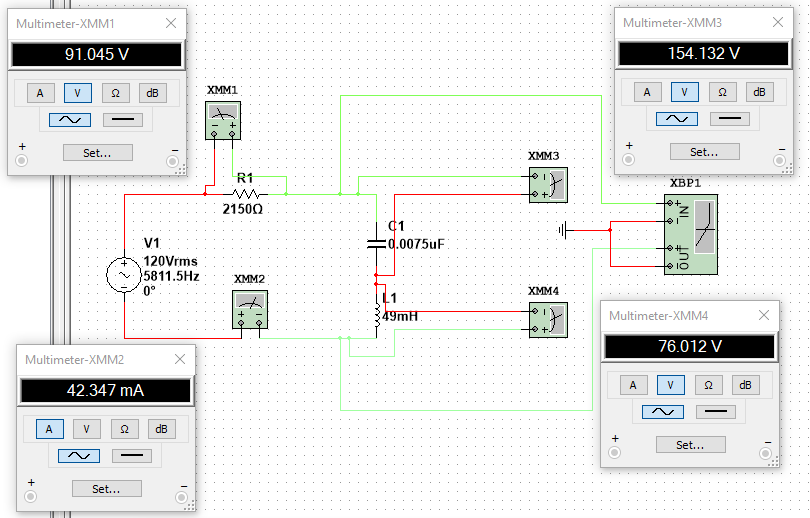 Multimeter-XMM1
91.045 V
A V Ω dB
+ −
Set...
Multimeter-XMM3
154.132 V
A V Ω dB
+ −
Set...
XMM1
- +
R1
2150Ω
XMM3
XBP1
+
- IN
+
- OUT
C1
0.0075uF
V1
120Vrms
5811.5Hz
0°
+
XMM2
+ -
L1
49mH
XMM4
Multimeter-XMM4
76.012 V
A V Ω dB
+ −
Set...
Multimeter-XMM2
42.347 mA
A V Ω dB
+ −
Set...